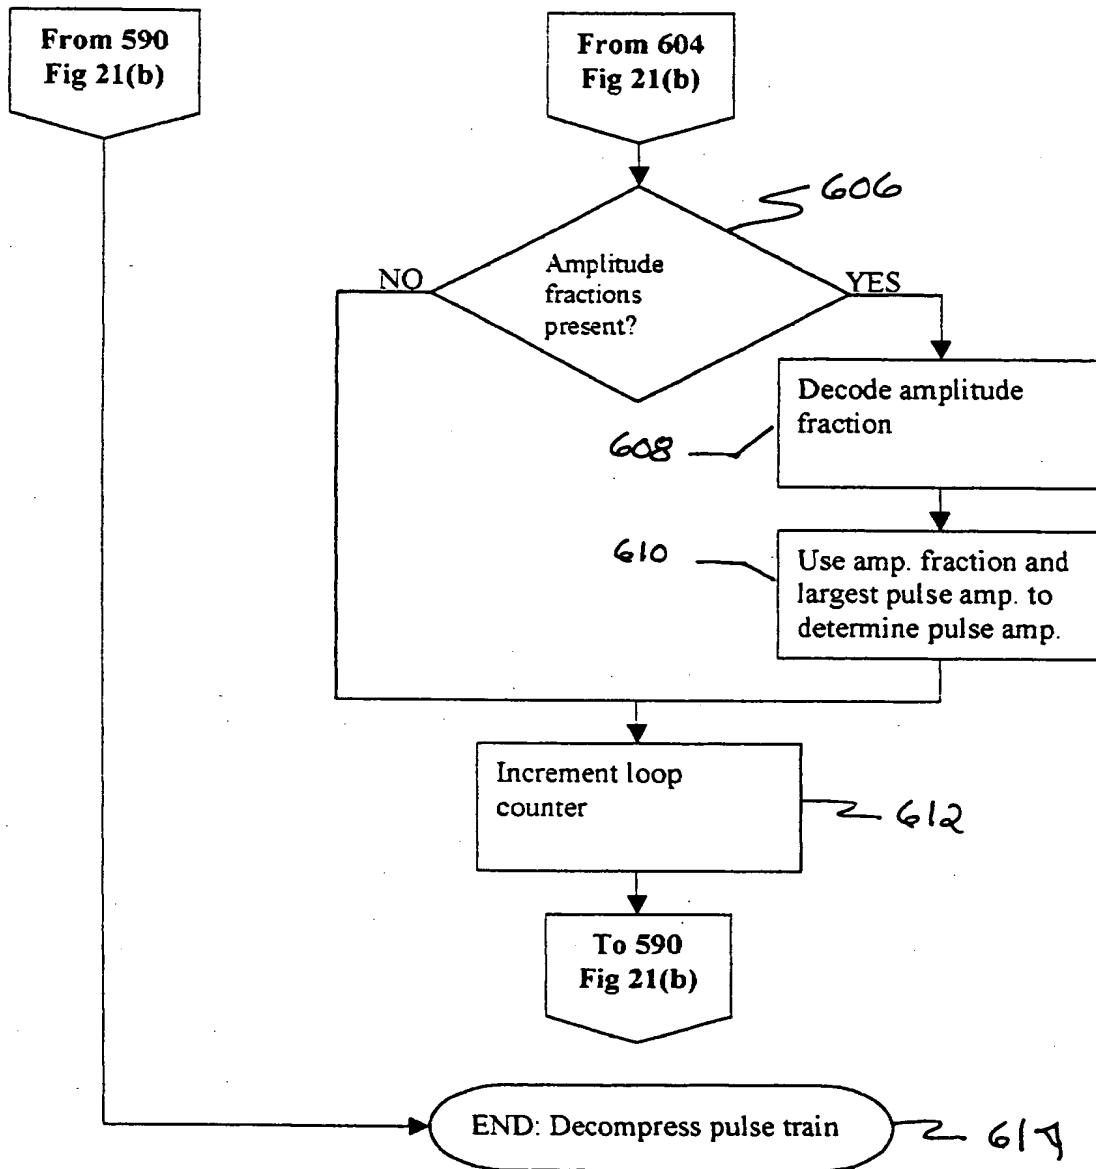 From 590
Fig 21(b)
From 604
Fig 21(b)
606
Amplitude
fractions
present?
NO
YES
Decode amplitude
fraction
608
610
Use amp. fraction and
largest pulse amp. to
determine pulse amp.
Increment loop
counter
612
To 590
Fig 21(b)
END: Decompress pulse train
614